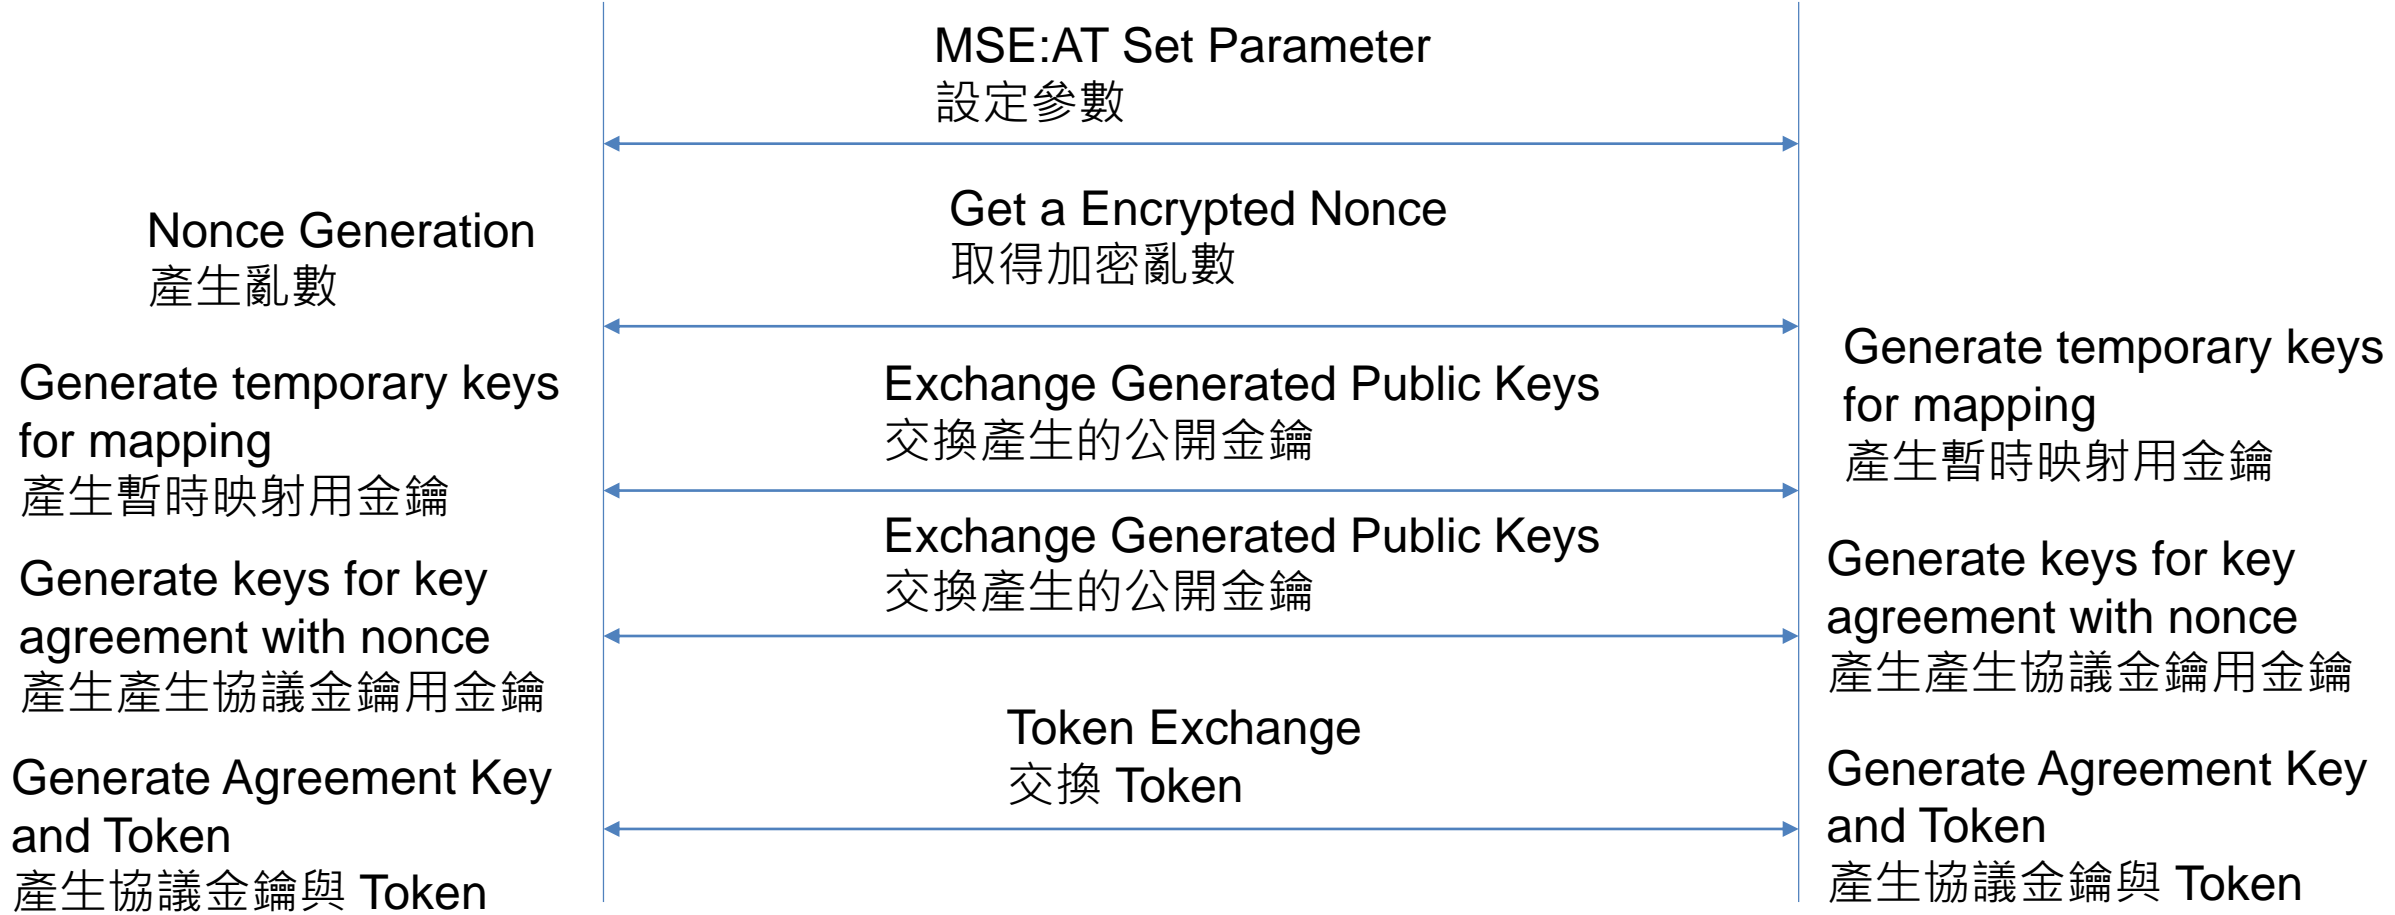 MSE:AT Set Parameter
設定參數
Nonce Generation
產生亂數
Get a Encrypted Nonce
取得加密亂數
Generate temporary keys
for mapping
產生暫時映射用金鑰
Exchange Generated Public Keys
交換產生的公開金鑰
Generate temporary keys
for mapping
產生暫時映射用金鑰
Generate keys for key
agreement with nonce
產生產生協議金鑰用金鑰
Exchange Generated Public Keys
交換產生的公開金鑰
Generate keys for key
agreement with nonce
產生產生協議金鑰用金鑰
Generate Agreement Key
and Token
產生協議金鑰與 Token
Token Exchange
交換 Token
Generate Agreement Key
and Token
產生協議金鑰與 Token